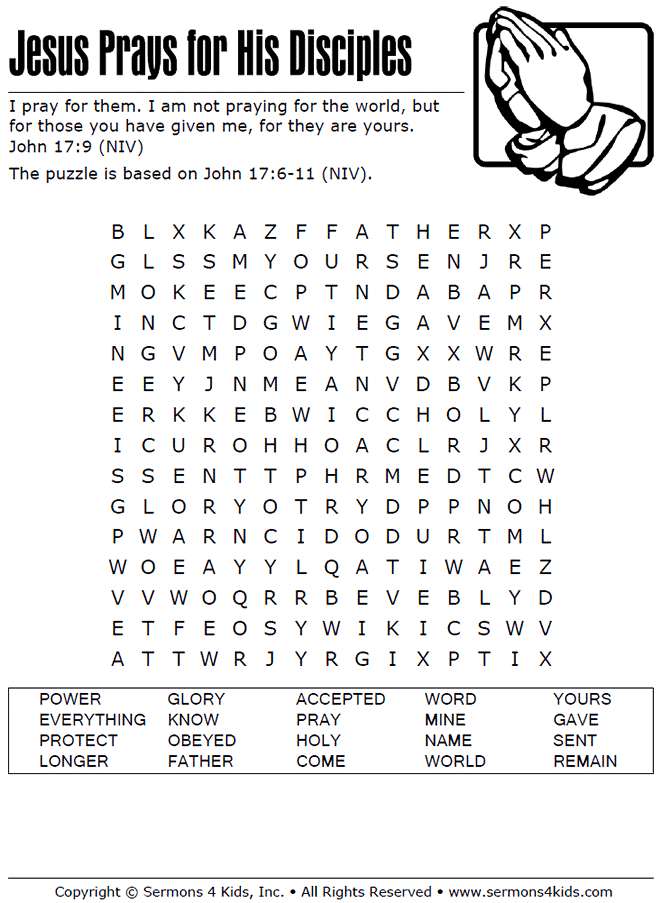 Jesus Prays for His Disciples
I pray for them. I am not praying for the world, but
for those you have given me, for they are yours.
John 17:9 (NIV)
The puzzle is based on John 17:6-11 (NIV).
B L X K A Z F F A T H E R X P
G L S S M Y O U R S E N J R E
M O K E E C P T N D A B A P R
I N C T D G W I E G A V E M X
N G V M P O A Y T G X X W R E
E E Y J N M E A N V D B V K P
E R K K E B W I C C H O L Y L
I C U R O H H O A C L R J X R
S S E N T T P H R M E D T C W
G L O R Y O T R Y D P P N O H
P W A R N C I D O D U R T M L
W O E A Y Y L Q A T I W A E Z
V V W O Q R R B E V E B L Y D
E T F E O S Y W I K I C S W V
A T T W R J Y R G I X P T I X
POWER GLORY ACCEPTED WORD YOURS
EVERYTHING KNOW PRAY MINE GAVE
PROTECT OBEYED HOLY NAME SENT
LONGER FATHER COME WORLD REMAIN
Copyright © Sermons 4 Kids, Inc. • All Rights Reserved • www.sermons4kids.com